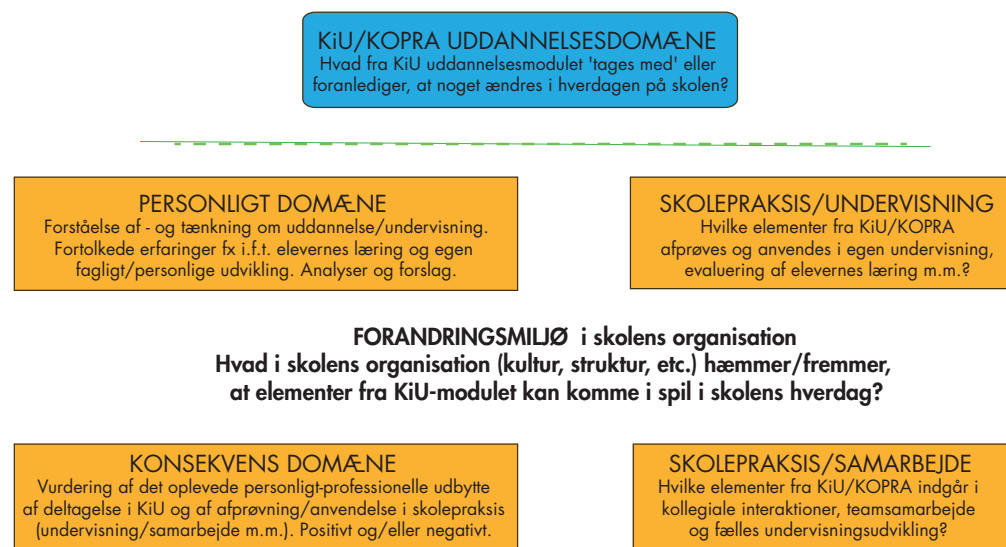 KiU/KOPRA UDDANNELSESDOMÆNE
Hvad fra KiU uddannelsesmodulet 'tages med' eller
foranlediger, at noget ændres i hverdagen på skolen?
PERSONLIGT DOMÆNE
Forståelse af - og tænkning om uddannelse/undervisning.
Fortolkede erfaringer fx i.f.t. elevernes læring og egen
fagligt/personlige udvikling. Analyser og forslag.
SKOLEPRAKSIS/UNDERVISNING
Hvilke elementer fra KiU/KOPRA
afprøves og anvendes i egen undervisning,
evaluering af elevernes læring m.m.?
FORANDRINGSMILJØ i skolens organisation
Hvad i skolens organisation (kultur, struktur, etc.) hæmmer/fremmer,
at elementer fra KiU-modulet kan komme i spil i skolens hverdag?
KONSEKVENS DOMÆNE
Vurdering af det oplevede personligt-professionelle udbytte
af deltagelse i KiU og af afprøvning/anvendelse i skolepraksis
(undervisning/samarbejde m.m.). Positivt og/eller negativt.
SKOLEPRAKSIS/SAMARBEJDE
Hvilke elementer fra KiU/KOPRA indgår i
kollegiale interaktioner, teamsamarbejde
og fælles undervisningsudvikling?